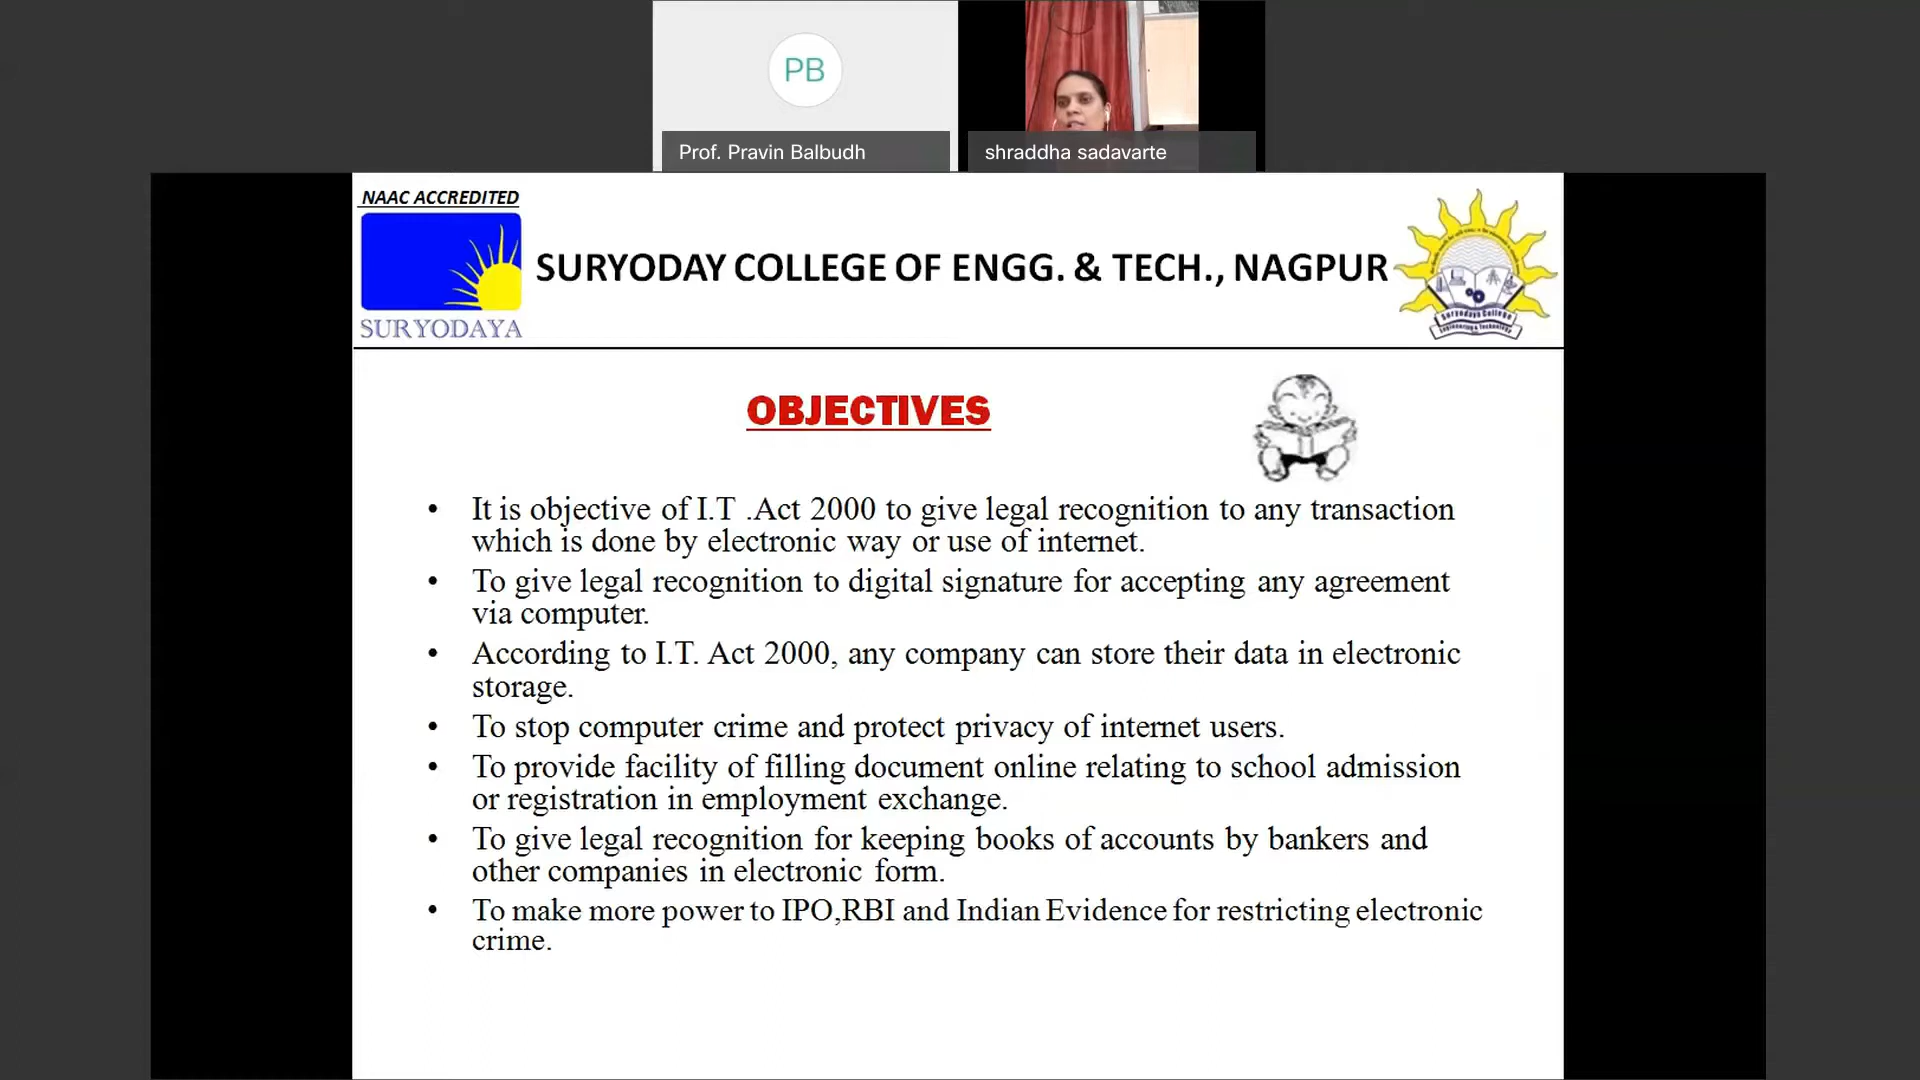 PB
Prof. Pravin Balbudh
shraddha sadavarte
NAAC ACCREDITED
SURYODAYA
SURYODAY COLLEGE OF ENGG. & TECH., NAGPUR
Suryodaya College
Engineering & Technology
OBJECTIVES
• It is objective of I.T .Act 2000 to give legal recognition to any transaction
which is done by electronic way or use of internet.
• To give legal recognition to digital signature for accepting any agreement
via computer.
• According to I.T. Act 2000, any company can store their data in electronic
storage.
• To stop computer crime and protect privacy of internet users.
• To provide facility of filling document online relating to school admission
or registration in employment exchange.
• To give legal recognition for keeping books of accounts by bankers and
other companies in electronic form.
• To make more power to IPO,RBI and Indian Evidence for restricting electronic
crime.